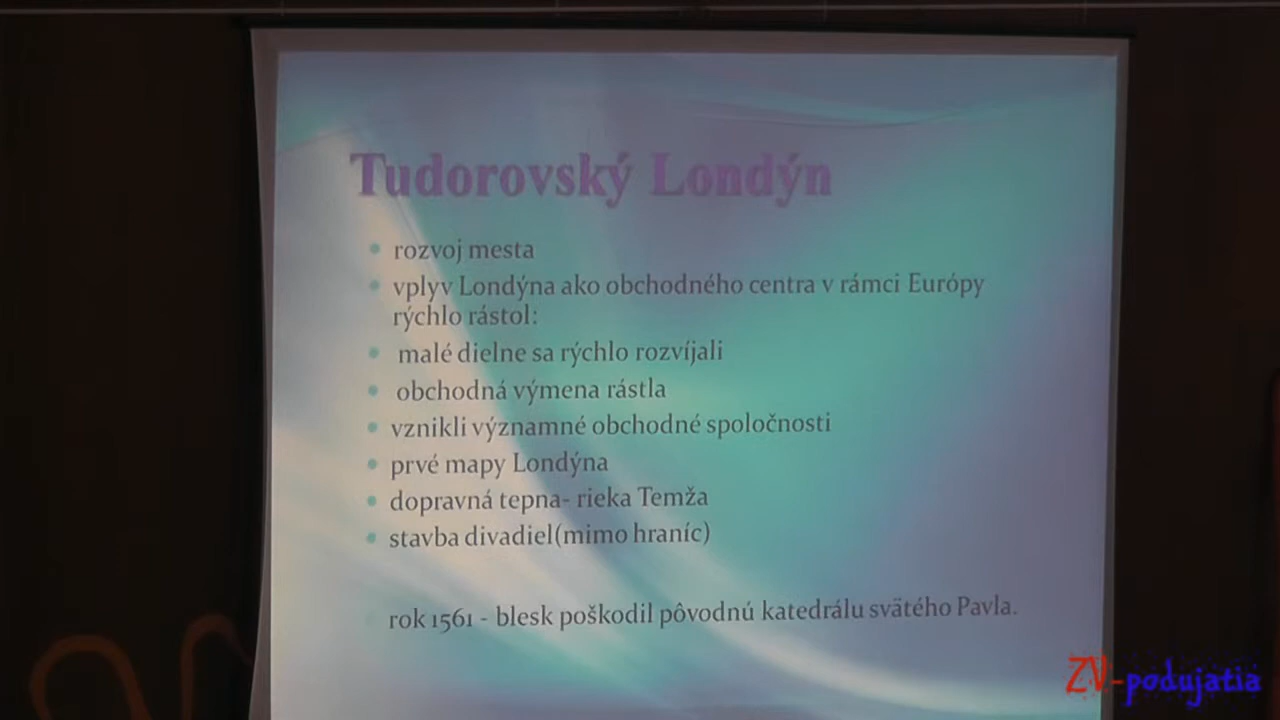 Tudorovský Londýn
• rozvoj mesta
• vplyv Londýna ako obchodného centra v rámci Európy
rýchlo rástol:
• malé dielne sa rýchlo rozvíjali
• obchodná výmena rástla
• vznikli významné obchodné spoločnosti
• prvé mapy Londýna
• dopravná tepna- rieka Temža
• stavba divadiel(mimo hraníc)
rok 1561 - blesk poškodil pôvodnú katedrálu svätého Pavla.
ZV-podujatia